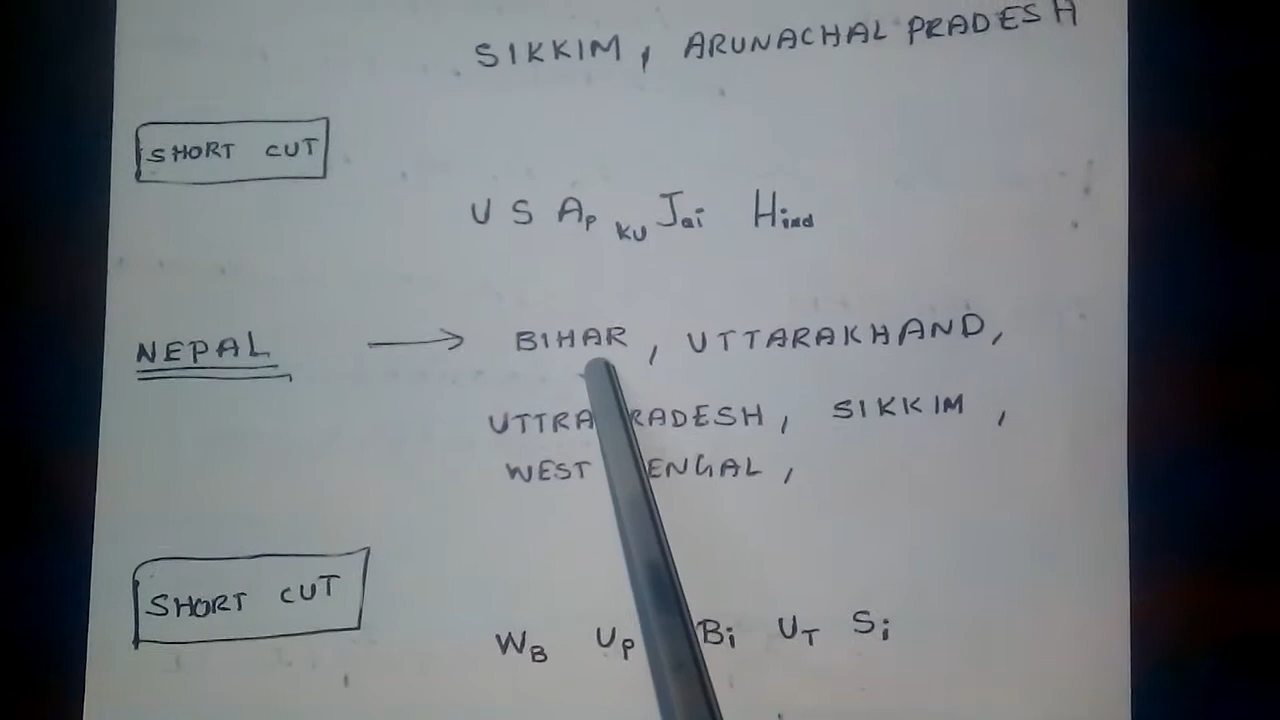 SIKKIM, ARUNACHAL PRADESH
SHORT CUT
U S Ap KU Jai Hind
NEPAL → BIHAR, UTTARAKHAND,
RADESH, SIKKIM,
WEST ENGAL,
SHORT CUT
WB UP Bi UT Si